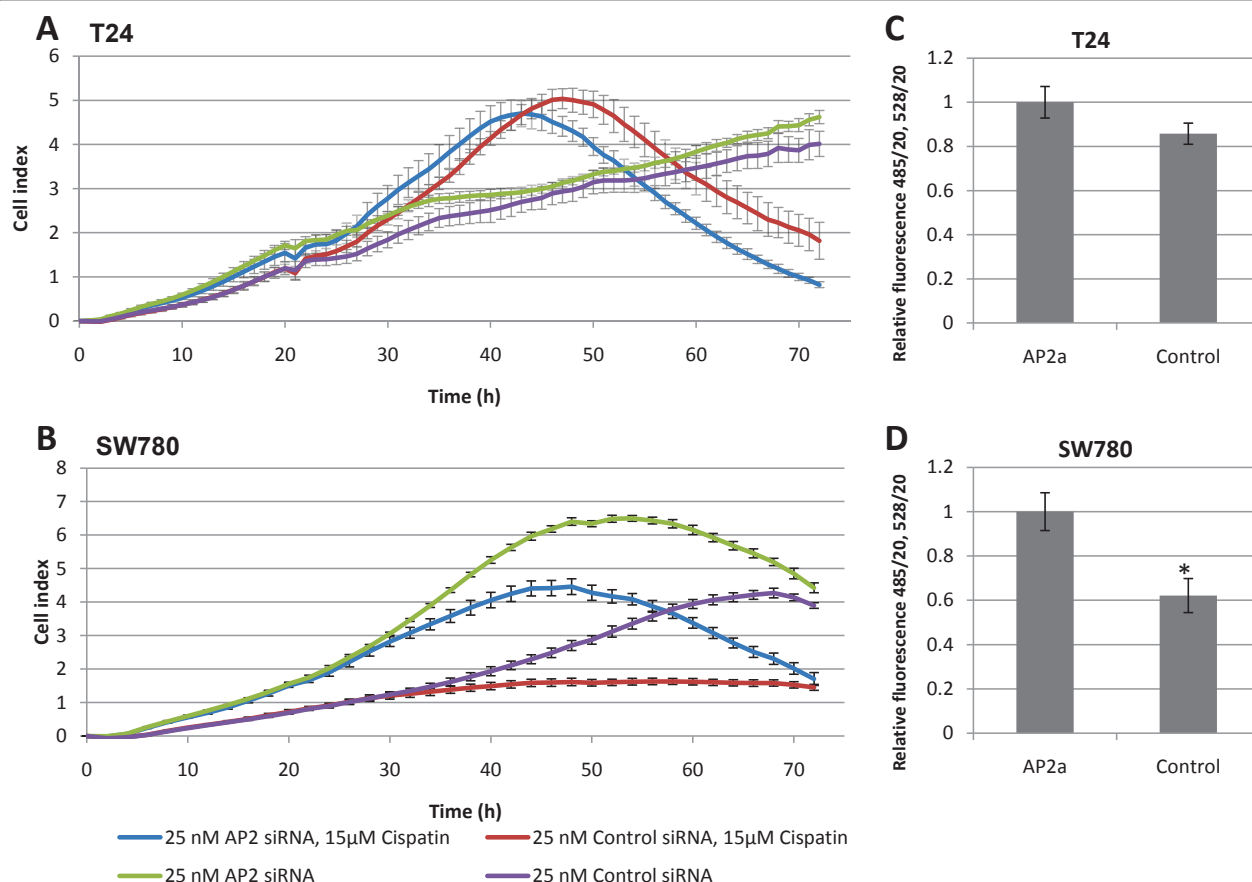 A T24
6
5
4
3
2
1
0
Cell index
0 10 20 30 40 50 60 70
Time (h)
B SW780
8
7
6
5
4
3
2
1
0
Cell index
0 10 20 30 40 50 60 70
Time (h)
25 nM AP2 siRNA, 15μM Cispatin
25 nM Control siRNA, 15μM Cispatin
25 nM AP2 siRNA
25 nM Control siRNA
C T24
1.2
1
0.8
0.6
0.4
0.2
0
Relative fluorescence 485/20, 528/20
AP2a Control
D SW780
1.2
1
0.8
0.6
0.4
0.2
0
Relative fluorescence 485/20, 528/20
*
AP2a Control